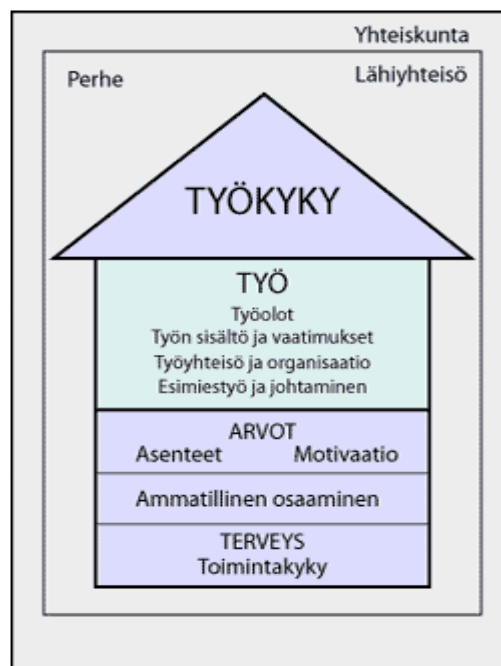 Yhteiskunta
Perhe Lähiyhteisö
TYÖKYKY
TYÖ
Työolot
Työn sisältö ja vaatimukset
Työyhteisö ja organisaatio
Esimiestyö ja johtaminen
ARVOT
Asenteet Motivaatio
Ammatillinen osaaminen
TERVEYS
Toimintakyky